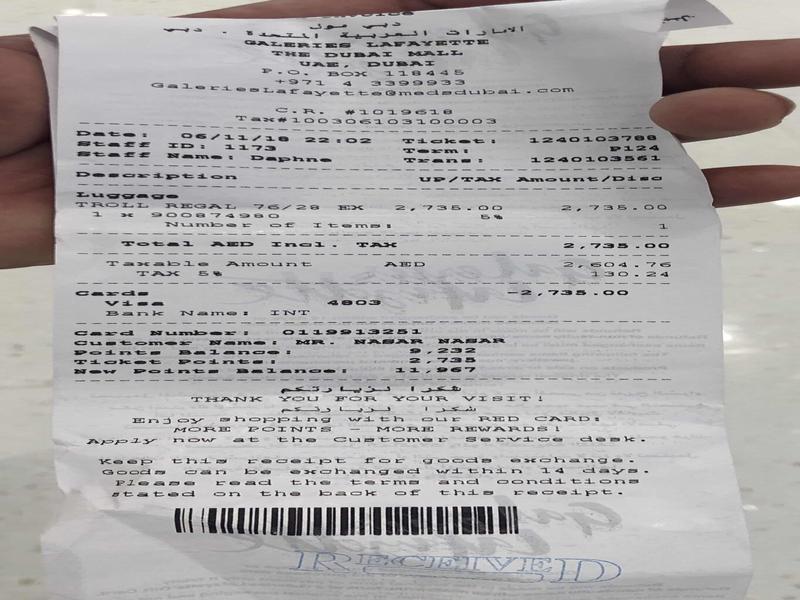 INVOICE
دبي مول
الامارات العربية المتحدة . دبي
GALERIES LAFAYETTE
THE DUBAI MALL
UAE, DUBAI
P.O. BOX 118445
+971 4 3399933
GaleriesLafayette@medsdubai.com
C.R. #1019618
Tax#100306103100003
Date: 06/11/18 22:02 Ticket: 1240103788
Staff ID: 1173 Term: P124
Staff Name: Daphne Trans: 1240103561
Description UP/TAX Amount/Disc
Luggage
TROLL REGAL 76/28 EX 2,735.00 2,735.00
1 x 900874980 5%
Number of Items: 1
Total AED Incl. TAX 2,735.00
Taxable Amount AED 2,604.76
TAX 5% 130.24
Cards -2,735.00
Visa 4803
Bank Name: INT
Card Number: 0119913251
Customer Name: MR. NASAR NASAR
Points Balance: 9,232
Ticket Points: 2,735
New Points Balance: 11,967
شكرا لزيارتكم
THANK YOU FOR YOUR VISIT!
شكرا لزيارتكم
Enjoy shopping with our RED CARD:
MORE POINTS - MORE REWARDS!
Apply now at the Customer Service desk.
Keep this receipt for goods exchange.
Goods can be exchanged within 14 days.
Please read the terms and conditions
stated on the back of this receipt.
RECEIVED